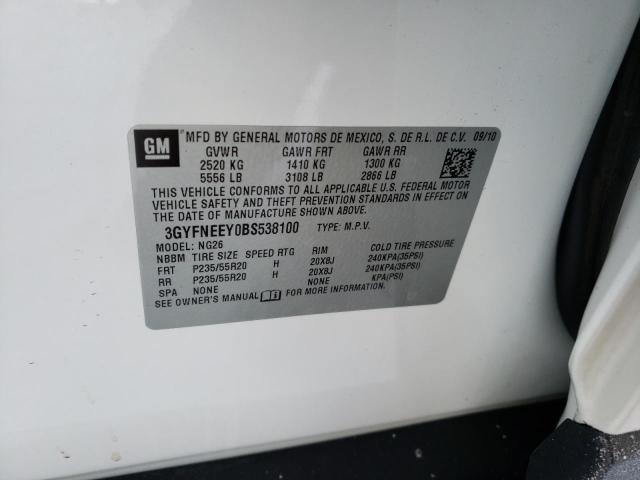 GM
MFD BY GENERAL MOTORS DE MEXICO, S. DE R.L. DE C.V. 09/10
GVWR GAWR FRT GAWR RR
2520 KG 1410 KG 1300 KG
5556 LB 3108 LB 2866 LB
THIS VEHICLE CONFORMS TO ALL APPLICABLE U.S. FEDERAL MOTOR
VEHICLE SAFETY AND THEFT PREVENTION STANDARDS IN EFFECT ON
THE DATE OF MANUFACTURE SHOWN ABOVE.
3GYFNEEY0BS538100 TYPE: M.P.V.
MODEL: NG26
NBBM TIRE SIZE SPEED RTG RIM COLD TIRE PRESSURE
FRT P235/55R20 H 20X8J 240KPA(35PSI)
RR P235/55R20 H 20X8J 240KPA(35PSI)
SPA NONE NONE KPA(PSI)
SEE OWNER'S MANUAL FOR MORE INFORMATION.